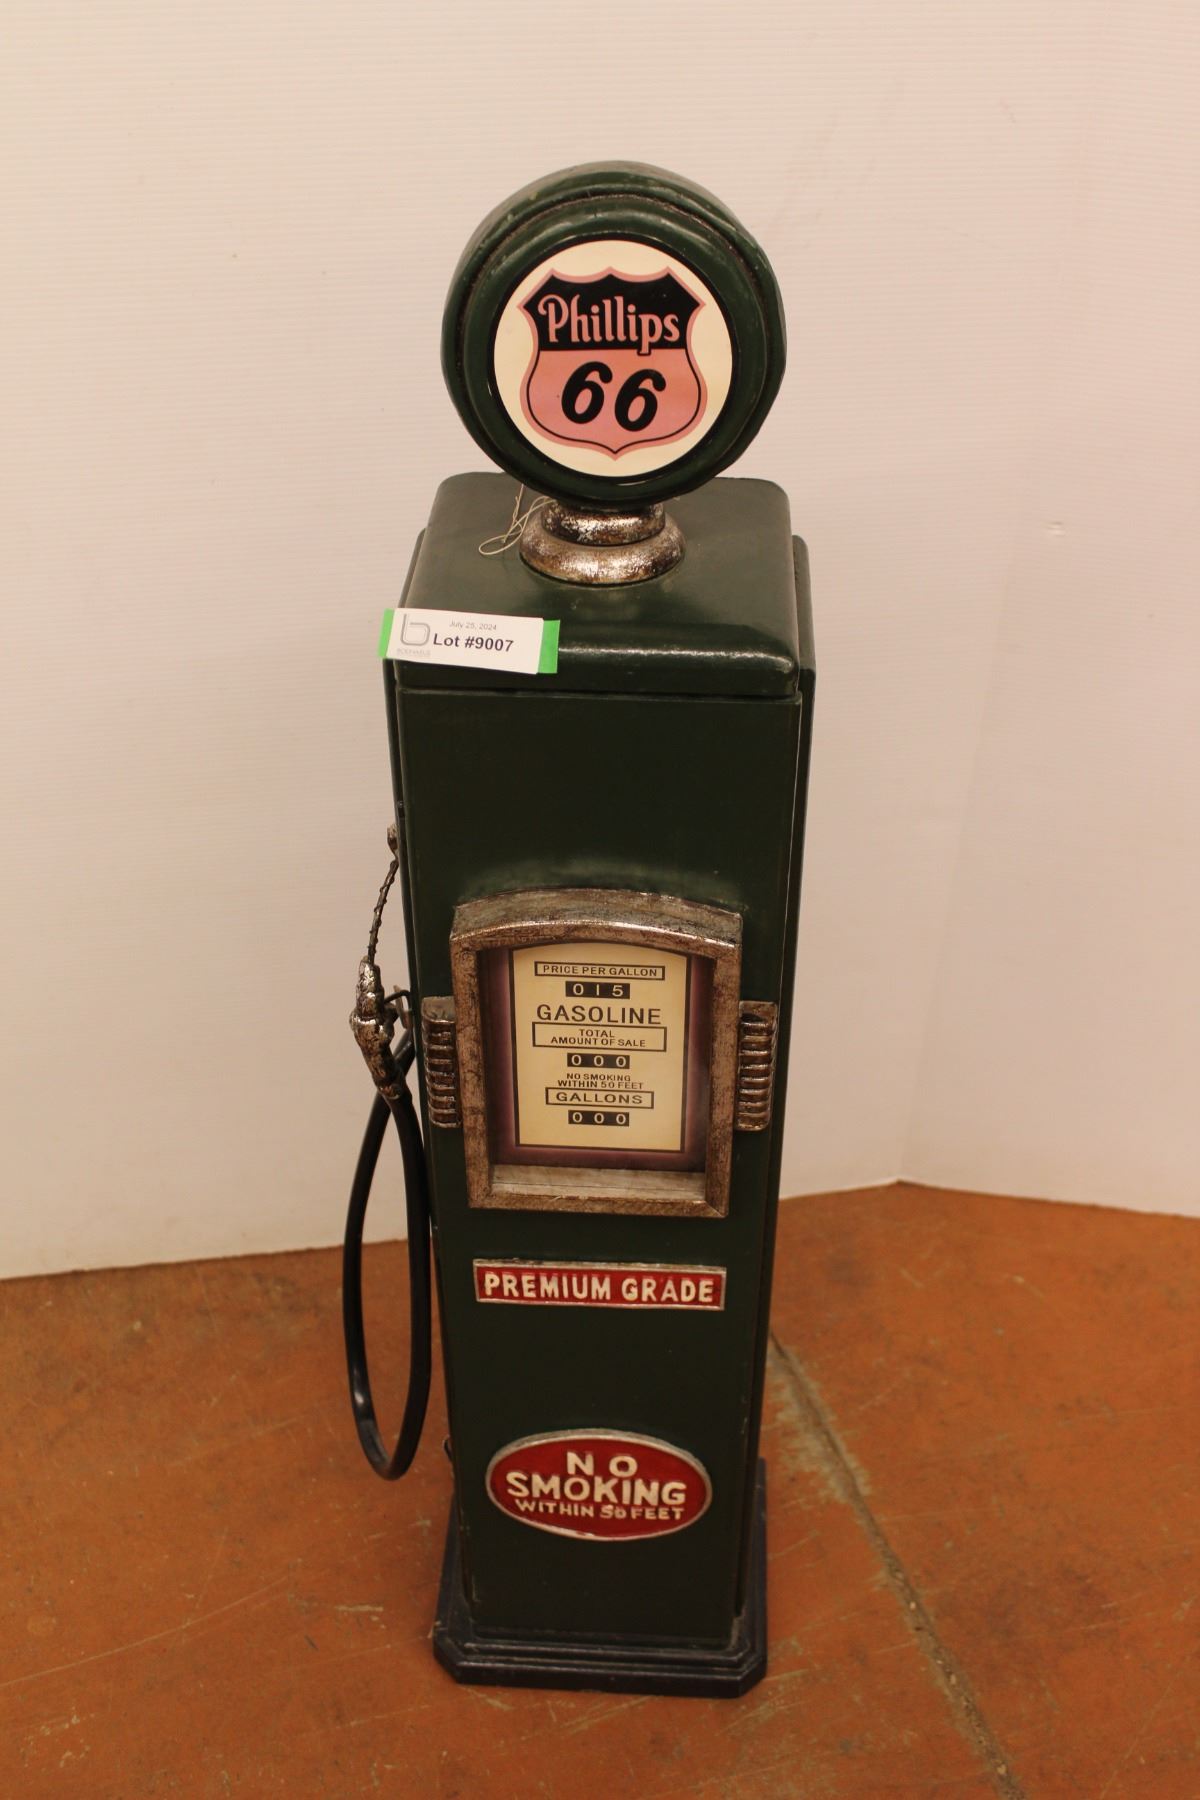 Phillips
66
July 25, 2024
Lot #9007
PRICE PER GALLON
015
GASOLINE
TOTAL
AMOUNT OF SALE
000
NO SMOKING
WITHIN 50 FEET
GALLONS
000
PREMIUM GRADE
NO
SMOKING
WITHIN 50 FEET